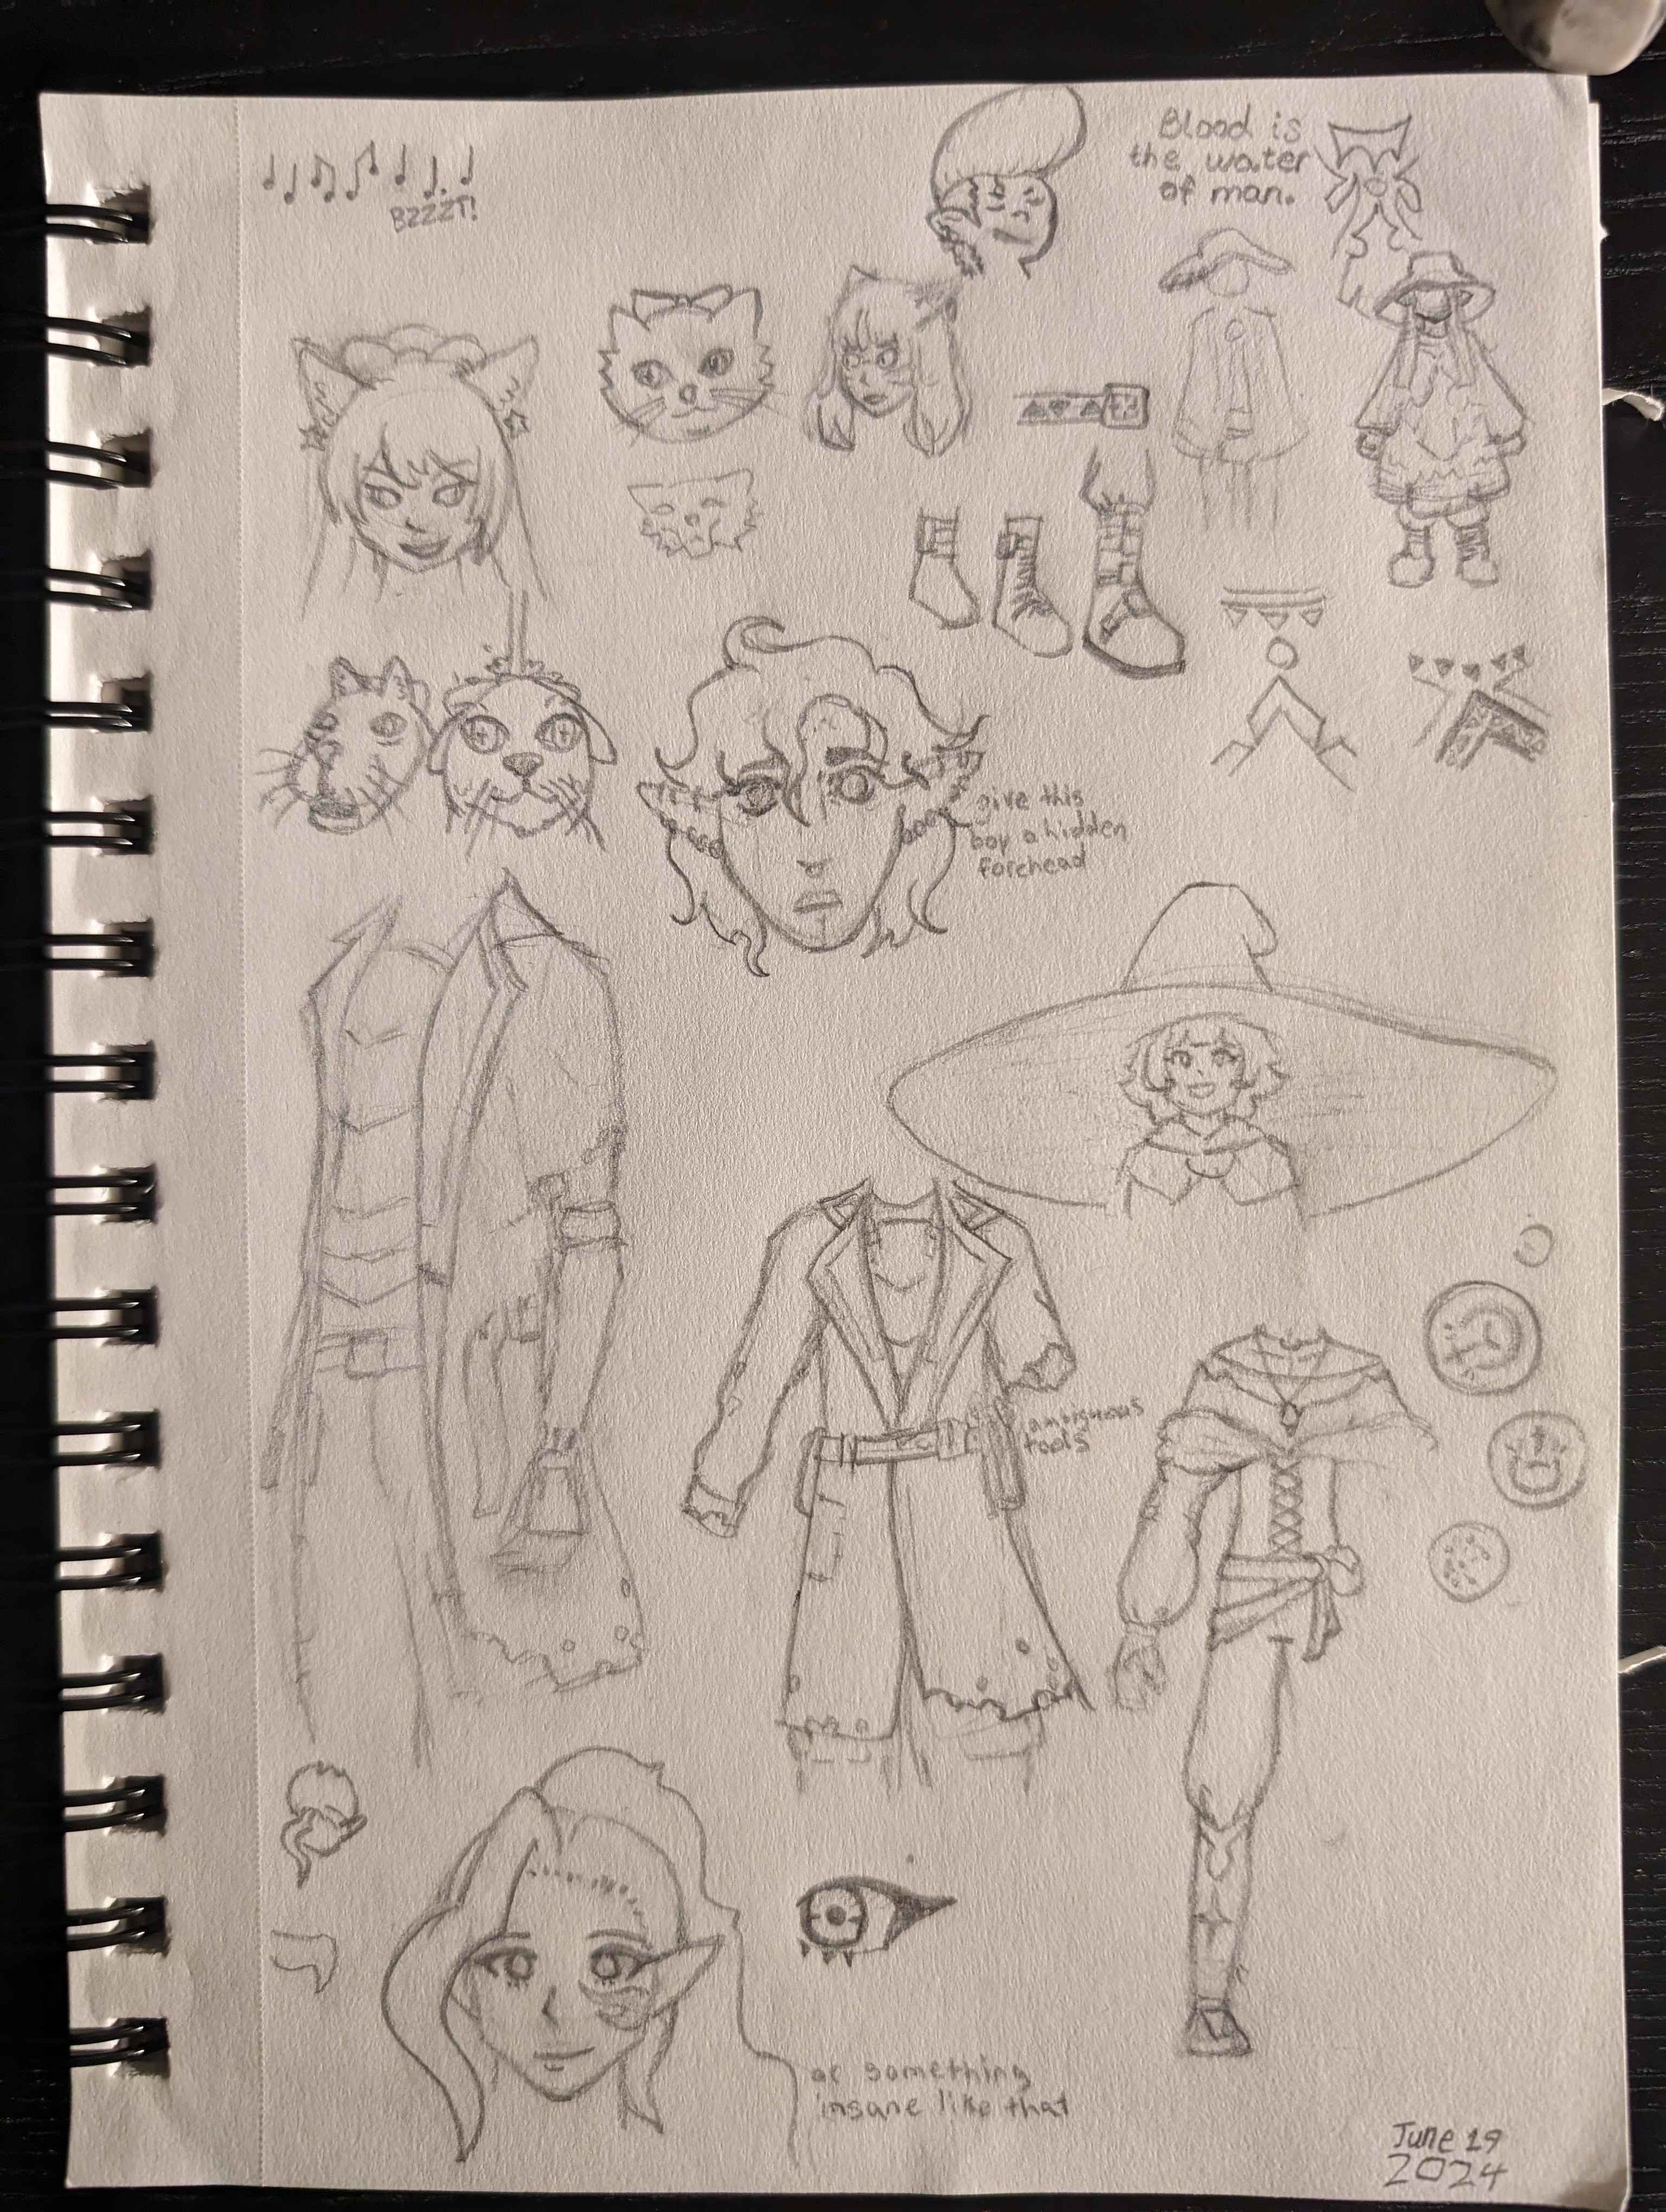 BZZZT!
Blood is
the water
of man.
give this
boy a hidden
forehead
ambiguous
tools
or something
insane like that
June 19
2024